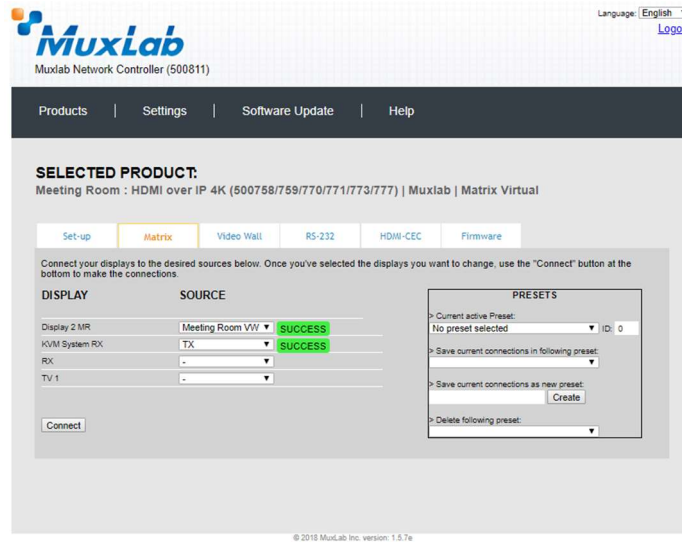 Language: English
Logo
MuxLab
Muxlab Network Controller (500811)
Products | Settings | Software Update | Help
SELECTED PRODUCT:
Meeting Room : HDMI over IP 4K (500758/759/770/771/773/777) | Muxlab | Matrix Virtual
Set-up Matrix Video Wall RS-232 HDMI-CEC Firmware
Connect your displays to the desired sources below. Once you've selected the displays you want to change, use the "Connect" button at the
bottom to make the connections.
DISPLAY SOURCE
Display 2 MR Meeting Room VW SUCCESS
KVM System RX TX SUCCESS
RX -
TV 1 -
Connect
PRESETS
> Current active Preset:
No preset selected ID: 0
> Save current connections in following preset:
> Save current connections as new preset:
Create
> Delete following preset:
© 2018 MuxLab Inc. version: 1.5.7e